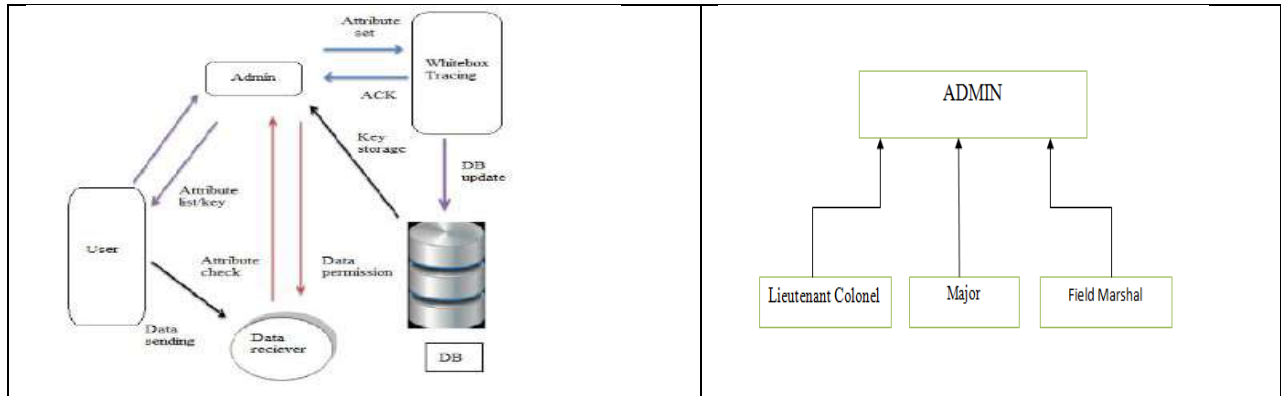 Attribute
set
Admin
Whitebox
Tracing
ACK
Key
storage
DB
update
Attribute
list/key
User
Attribute
check
Data
permission
Data
sending
Data
reciever
DB
ADMIN
Lieutenant Colonel
Major
Field Marshal